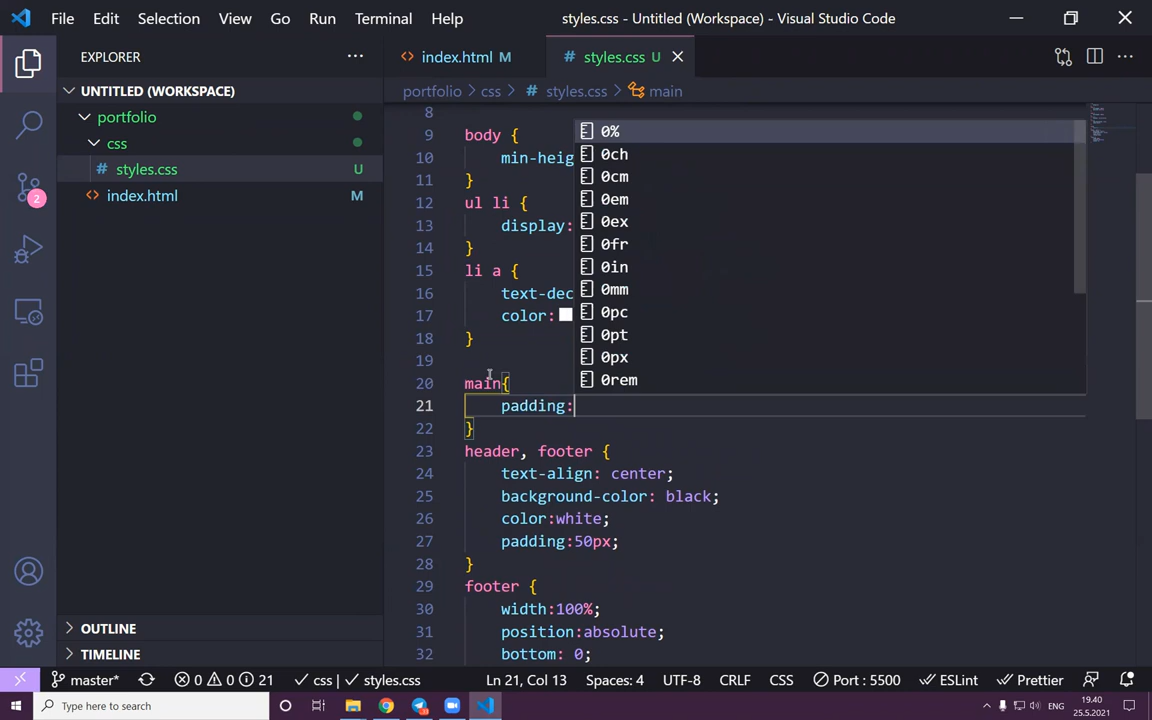 File Edit Selection View Go Run Terminal Help styles.css - Untitled (Workspace) - Visual Studio Code
EXPLORER
UNTITLED (WORKSPACE)
portfolio
css
# styles.css U
index.html M
OUTLINE
TIMELINE
2
index.html M # styles.css U
portfolio > css > # styles.css > main
8
9 body {
10 min-heig
11 }
12 ul li {
13 display:
14 }
15 li a {
16 text-dec
17 color:
18 }
19
20 main{
21 padding:
22 }
23 header, footer {
24 text-align: center;
25 background-color: black;
26 color:white;
27 padding:50px;
28 }
29 footer {
30 width:100%;
31 position:absolute;
32 bottom: 0;
0%
0ch
0cm
0em
0ex
0fr
0in
0mm
0pc
0pt
0px
0rem
master* 0 0 21 css | styles.css Ln 21, Col 13 Spaces: 4 UTF-8 CRLF CSS Port : 5500 ESLint Prettier
Type here to search ENG 19.40
25.5.2021